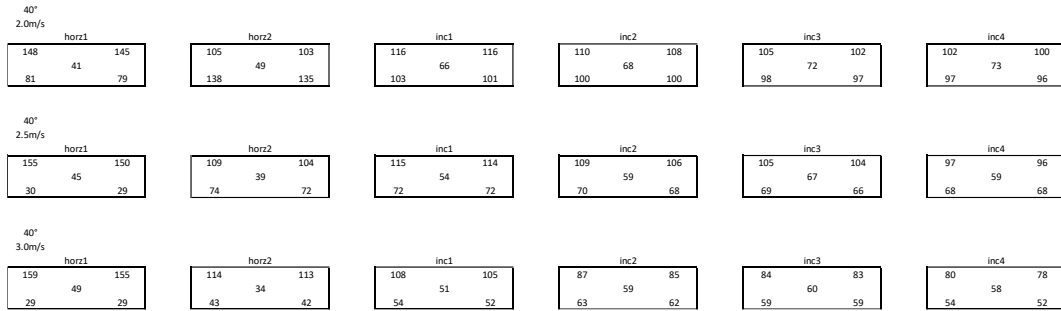 40°
2.0m/s
horz1 horz2 inc1 inc2 inc3 inc4
148 145 105 103 116 116 110 108 105 102 102 100
41 49 66 68 72 73
81 79 138 135 103 101 100 100 98 97 97 96
40°
2.5m/s
horz1 horz2 inc1 inc2 inc3 inc4
155 150 109 104 115 114 109 106 105 104 97 96
45 39 54 59 67 59
30 29 74 72 72 72 70 68 69 66 68 68
40°
3.0m/s
horz1 horz2 inc1 inc2 inc3 inc4
159 155 114 113 108 105 87 85 84 83 80 78
49 34 51 59 60 58
29 29 43 42 54 52 63 62 59 59 54 52